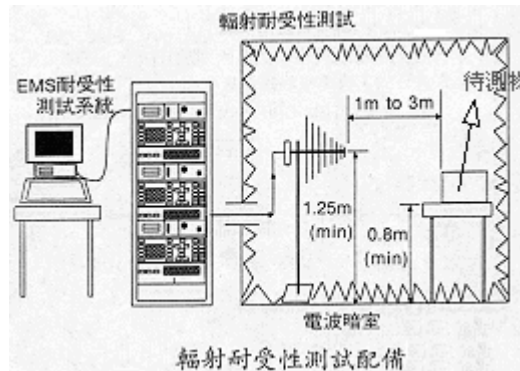 輻射耐受性測試
EMS耐受性
測試系統
待測物
1m to 3m
1.25m
(min)
0.8m
(min)
電波暗室
輻射耐受性測試配備